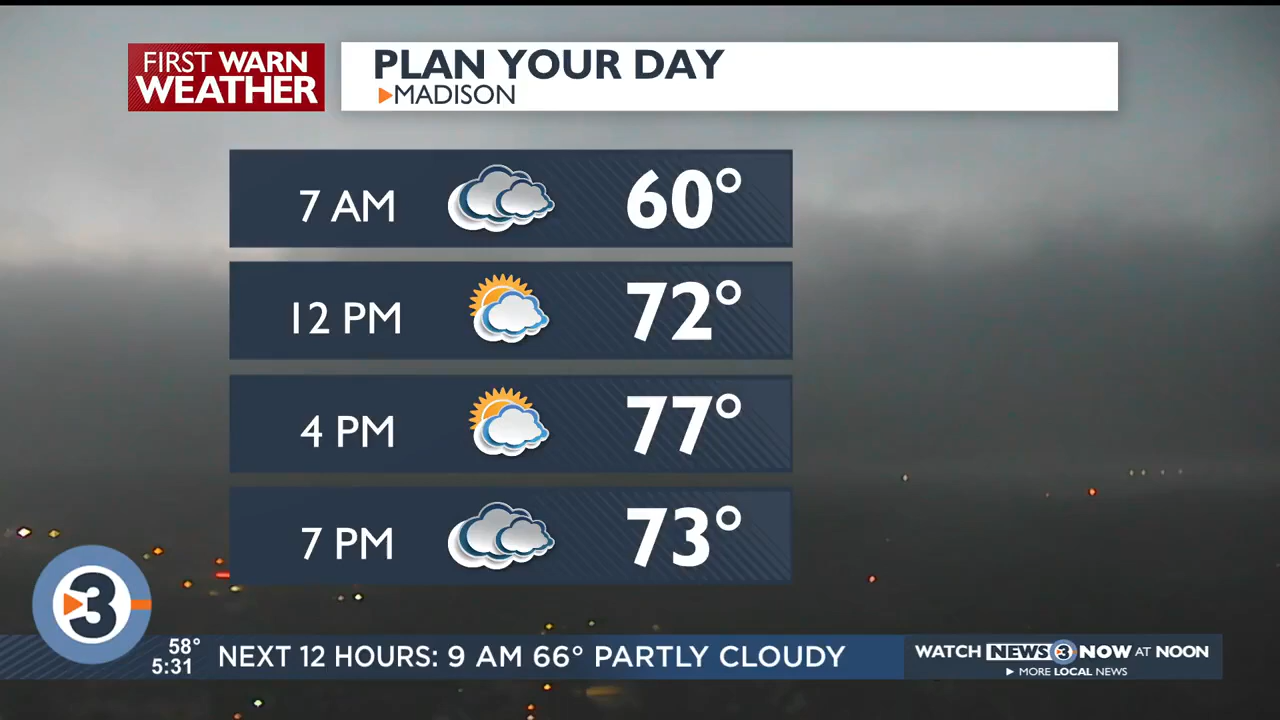 FIRST WARN
WEATHER
PLAN YOUR DAY
MADISON
7 AM 60°
12 PM 72°
4 PM 77°
7 PM 73°
3
58°
5:31
NEXT 12 HOURS: 9 AM 66° PARTLY CLOUDY
WATCH NEWS 3 NOW AT NOON
MORE LOCAL NEWS